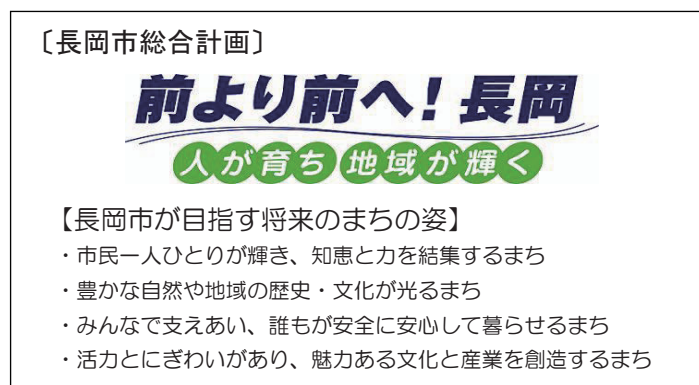 〔長岡市総合計画〕
前より前へ！長岡
人が育ち 地域が輝く
【長岡市が目指す将来のまちの姿】
・市民一人ひとりが輝き、知恵と力を結集するまち
・豊かな自然や地域の歴史・文化が光るまち
・みんなで支えあい、誰もが安全に安心して暮らせるまち
・活力とにぎわいがあり、魅力ある文化と産業を創造するまち